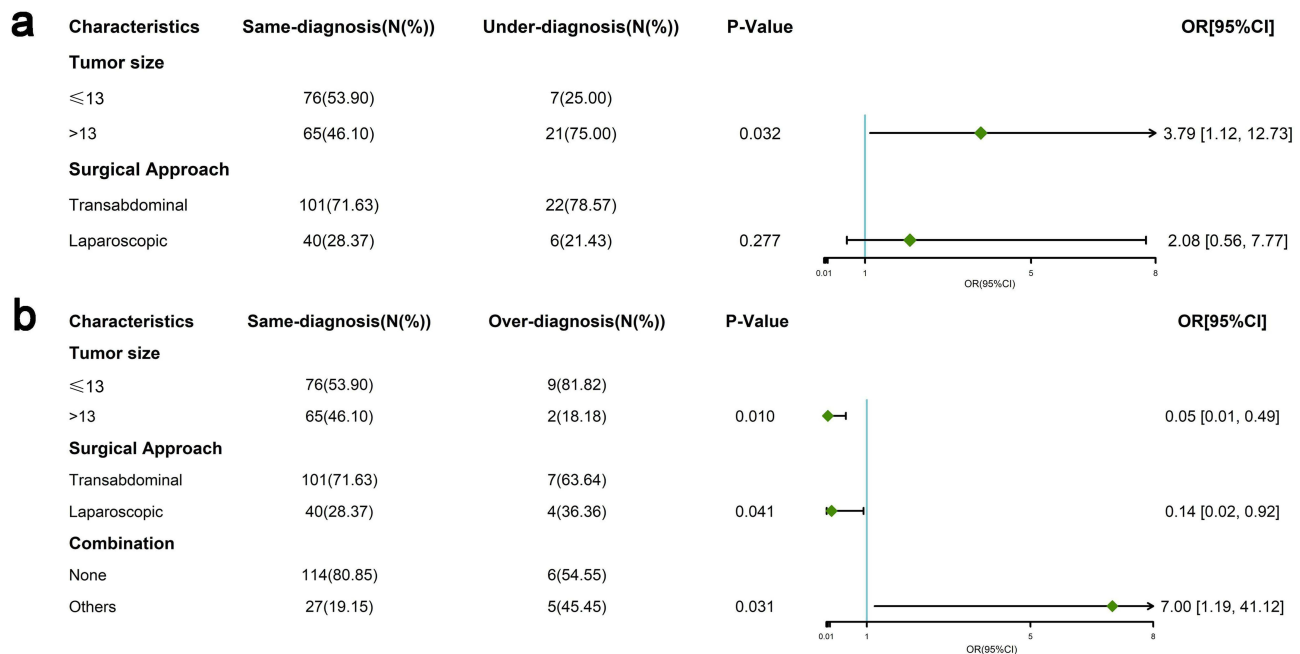 a Characteristics Same-diagnosis(N(%)) Under-diagnosis(N(%)) P-Value OR[95%CI]
Tumor size
≤13 76(53.90) 7(25.00)
>13 65(46.10) 21(75.00) 0.032 3.79 [1.12, 12.73]
Surgical Approach
Transabdominal 101(71.63) 22(78.57)
Laparoscopic 40(28.37) 6(21.43) 0.277 2.08 [0.56, 7.77]
0.01 1 5 8
OR(95%CI)
b Characteristics Same-diagnosis(N(%)) Over-diagnosis(N(%)) P-Value OR[95%CI]
Tumor size
≤13 76(53.90) 9(81.82)
>13 65(46.10) 2(18.18) 0.010 0.05 [0.01, 0.49]
Surgical Approach
Transabdominal 101(71.63) 7(63.64)
Laparoscopic 40(28.37) 4(36.36) 0.041 0.14 [0.02, 0.92]
Combination
None 114(80.85) 6(54.55)
Others 27(19.15) 5(45.45) 0.031 7.00 [1.19, 41.12]
0.01 1 5 8
OR(95%CI)